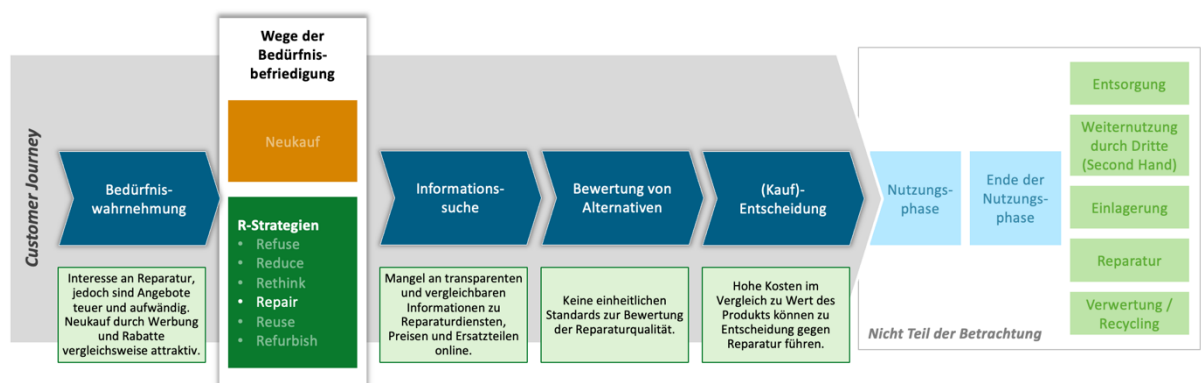 Customer Journey
Bedürfnis-
wahrnehmung
Interesse an Reparatur,
jedoch sind Angebote
teuer und aufwändig.
Neukauf durch Werbung
und Rabatte
vergleichsweise attraktiv.
Wege der
Bedürfnis-
befriedigung
Neukauf
R-Strategien
• Refuse
• Reduce
• Rethink
• Repair
• Reuse
• Refurbish
Informations-
suche
Mangel an transparenten
und vergleichbaren
Informationen zu
Reparaturdiensten,
Preisen und Ersatzteilen
online.
Bewertung von
Alternativen
Keine einheitlichen
Standards zur Bewertung
der Reparaturqualität.
(Kauf)-
Entscheidung
Hohe Kosten im
Vergleich zu Wert des
Produkts können zu
Entscheidung gegen
Reparatur führen.
Nutzungs-
phase
Ende der
Nutzungs-
phase
Entsorgung
Weiternutzung
durch Dritte
(Second Hand)
Einlagerung
Reparatur
Verwertung /
Recycling
Nicht Teil der Betrachtung